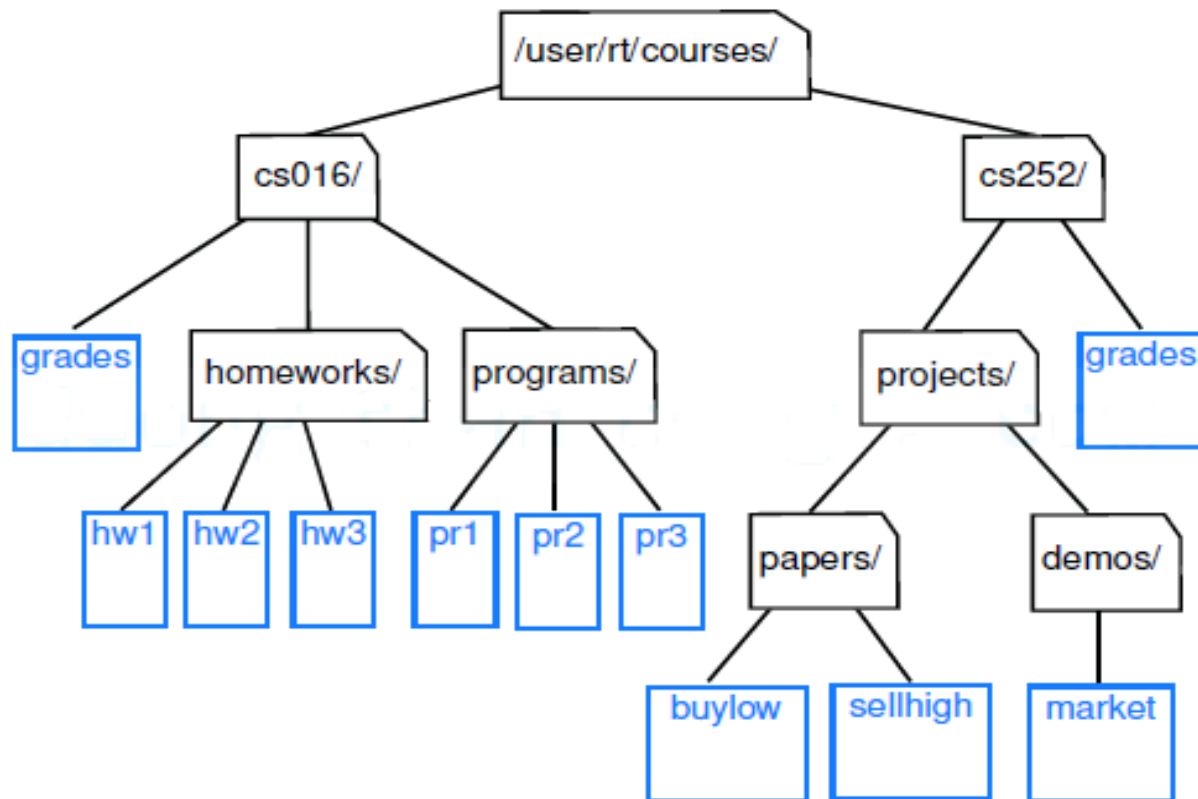 /user/rt/courses/
cs016/
cs252/
grades
homeworks/
programs/
projects/
grades
hw1
hw2
hw3
pr1
pr2
pr3
papers/
demos/
buylow
sellhigh
market